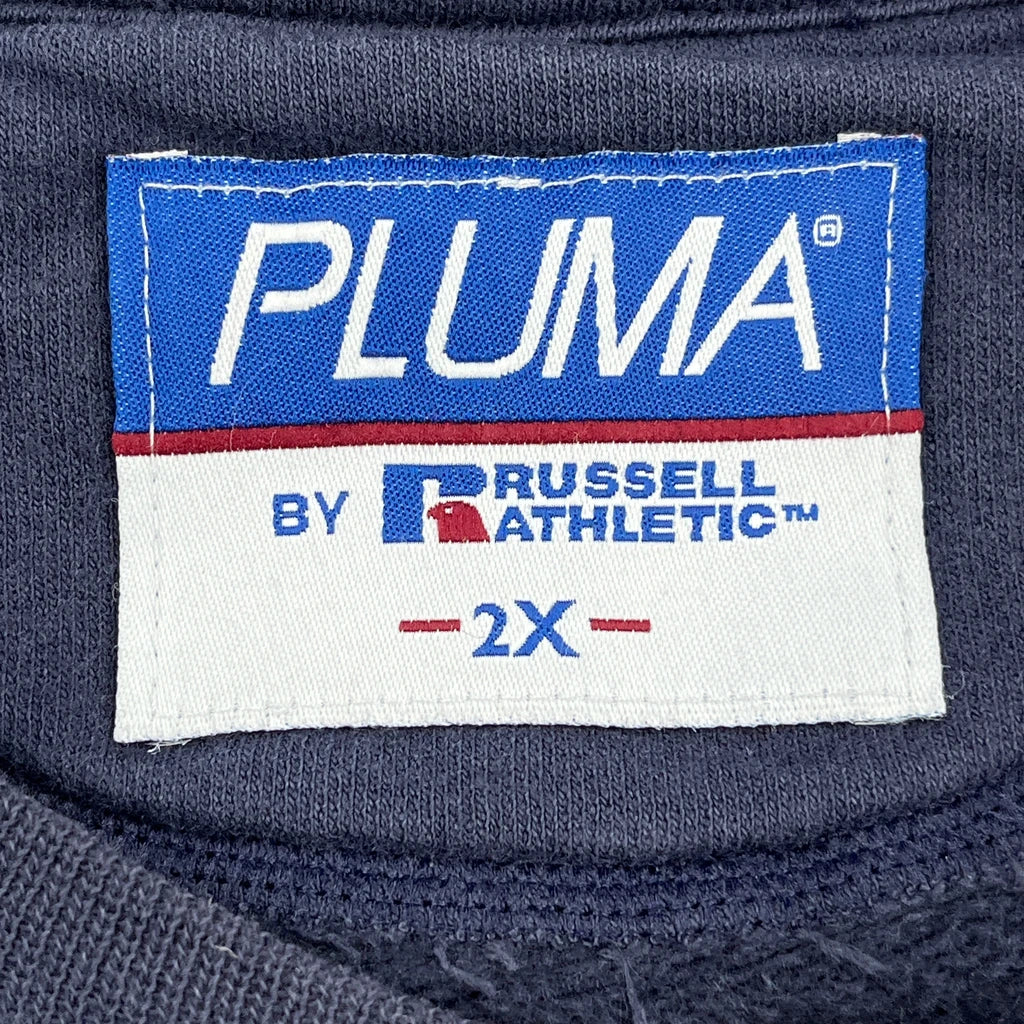 PLUMA®
BY RUSSELL
ATHLETIC™
-2X-